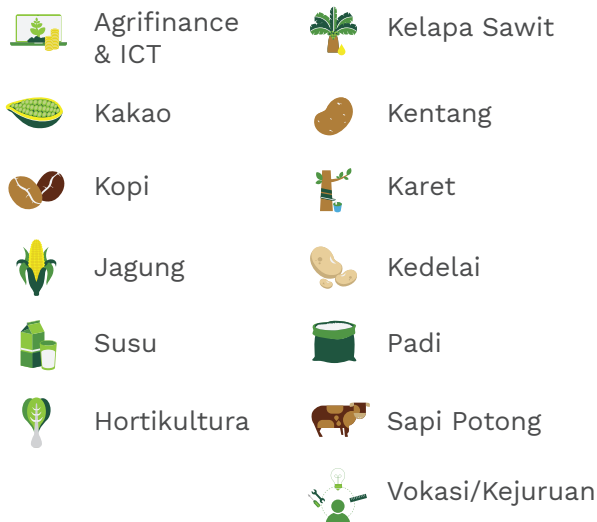 Agrifinance
& ICT
Kakao
Kopi
Jagung
Susu
Hortikultura
Kelapa Sawit
Kentang
Karet
Kedelai
Padi
Sapi Potong
Vokasi/Kejuruan